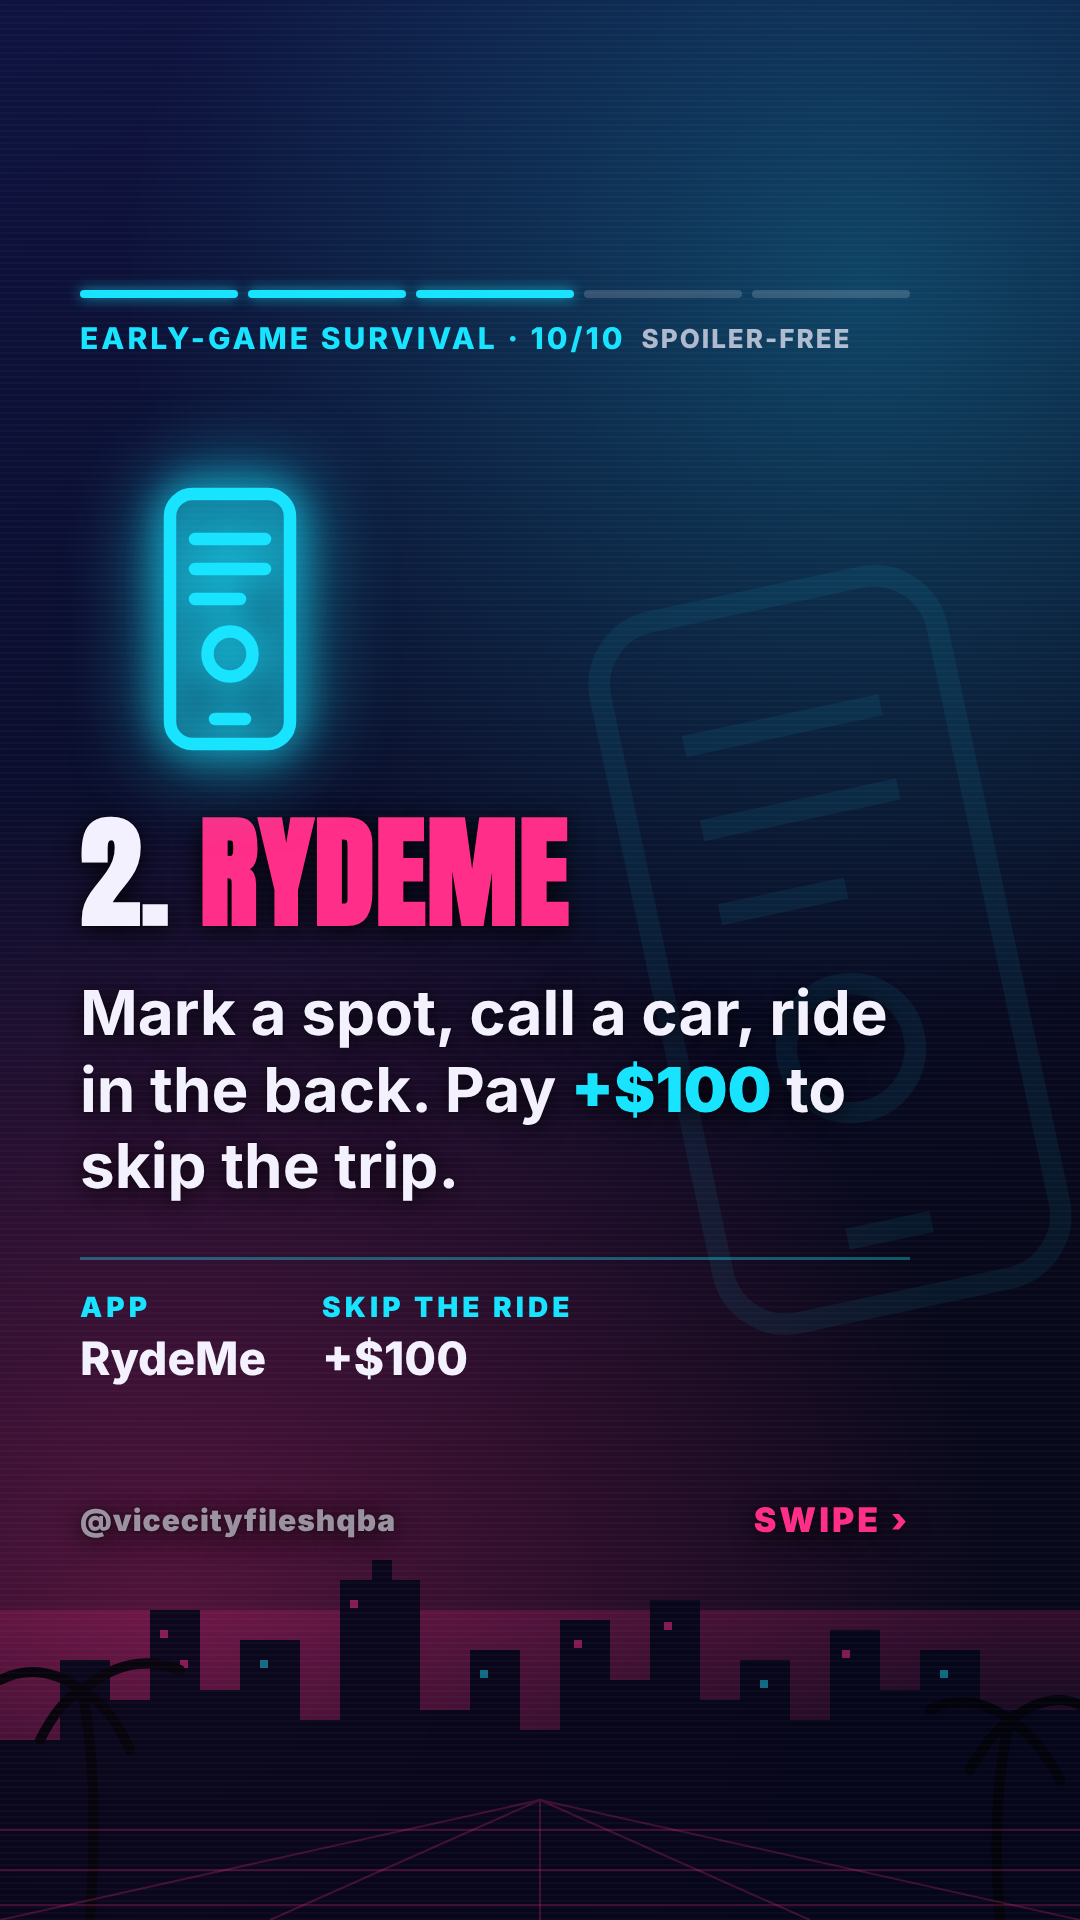 EARLY-GAME SURVIVAL · 10/10 SPOILER-FREE
2. RYDEME
Mark a spot, call a car, ride
in the back. Pay +$100 to
skip the trip.
APP SKIP THE RIDE
RydeMe +$100
@vicecityfileshqba SWIPE ›